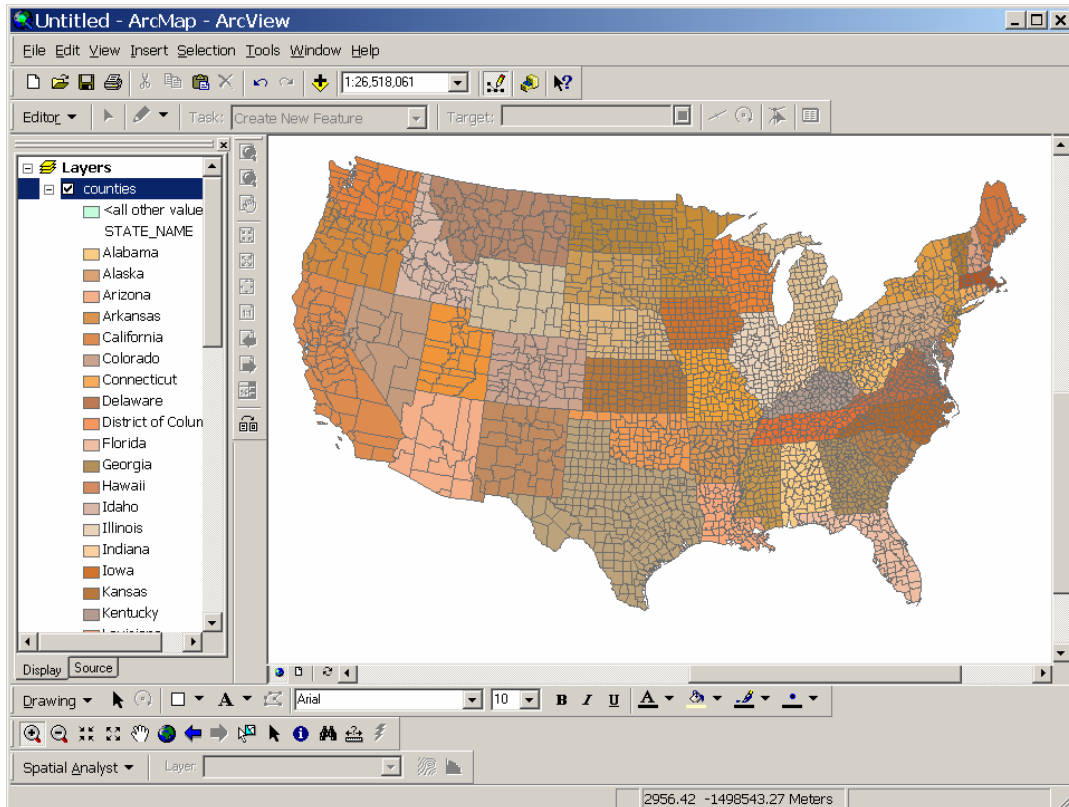 Untitled - ArcMap - ArcView
File Edit View Insert Selection Tools Window Help
1:26,518,061
Editor Task: Create New Feature Target:
Layers
counties
<all other value
STATE_NAME
Alabama
Alaska
Arizona
Arkansas
California
Colorado
Connecticut
Delaware
District of Colun
Florida
Georgia
Hawaii
Idaho
Illinois
Indiana
Iowa
Kansas
Kentucky
1:1
Display Source
Drawing A Arial 10 B I U A
Spatial Analyst Layer:
2956.42 -1498543.27 Meters